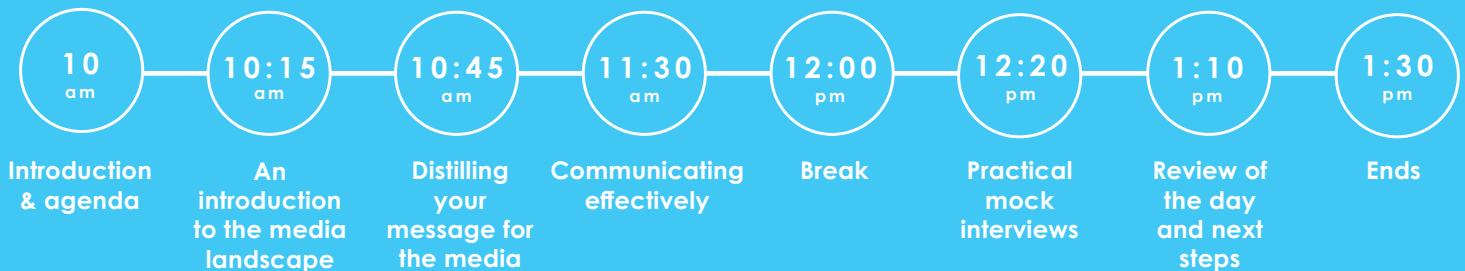 10
am
Introduction
& agenda
10:15
am
An
introduction
to the media
landscape
10:45
am
Distilling
your
message for
the media
11:30
am
Communicating
effectively
12:00
pm
Break
12:20
pm
Practical
mock
interviews
1:10
pm
Review of
the day
and next
steps
1:30
pm
Ends